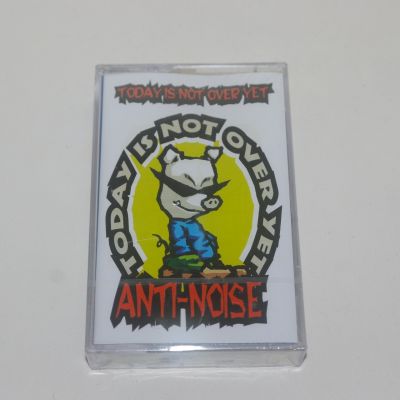 TODAY IS NOT OVER YET
TODAY IS NOT OVER YET
ANTI-NOISE